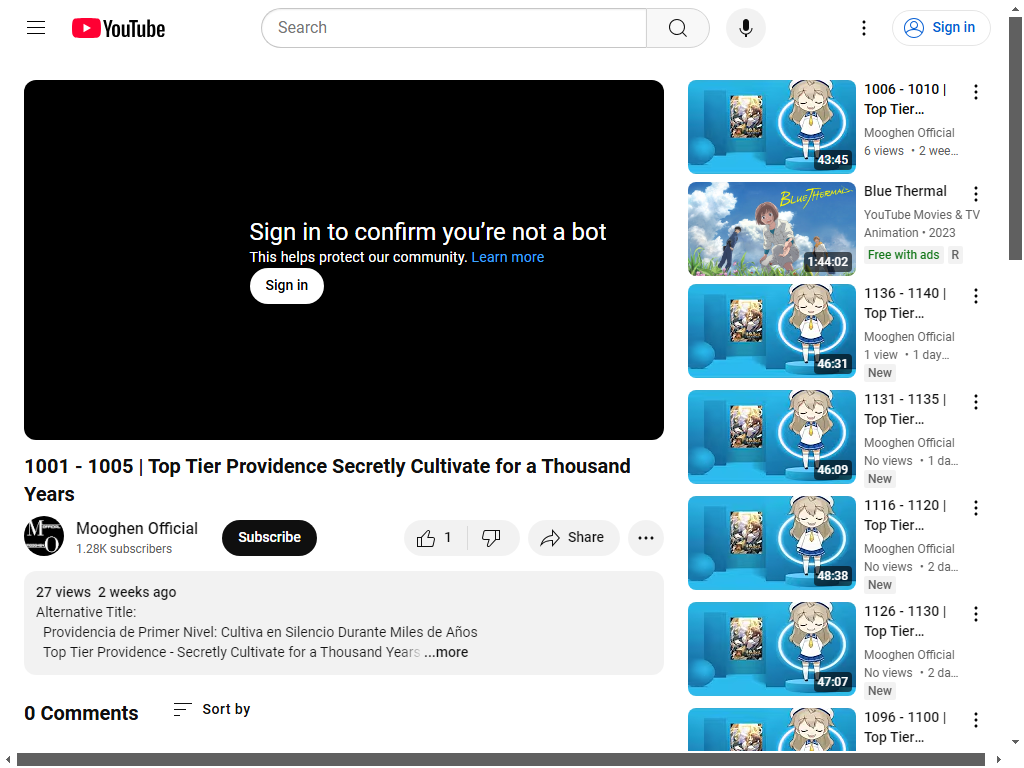 YouTube
Search
Sign in
Sign in to confirm you're not a bot
This helps protect our community. Learn more
Sign in
1001 - 1005 | Top Tier Providence Secretly Cultivate for a Thousand
Years
Mooghen Official
1.28K subscribers
Subscribe
1
Share
27 views 2 weeks ago
Alternative Title:
Providencia de Primer Nivel: Cultiva en Silencio Durante Miles de Años
Top Tier Providence - Secretly Cultivate for a Thousand Years ...more
0 Comments
Sort by
43:45
1006 - 1010 |
Top Tier…
Mooghen Official
6 views • 2 wee…
BLUE THERMAL
1:44:02
Blue Thermal
YouTube Movies & TV
Animation • 2023
Free with ads
R
46:31
1136 - 1140 |
Top Tier…
Mooghen Official
1 view • 1 day…
New
46:09
1131 - 1135 |
Top Tier…
Mooghen Official
No views • 1 da…
New
48:38
1116 - 1120 |
Top Tier…
Mooghen Official
No views • 2 da…
New
47:07
1126 - 1130 |
Top Tier…
Mooghen Official
No views • 2 da…
New
1096 - 1100 |
Top Tier…